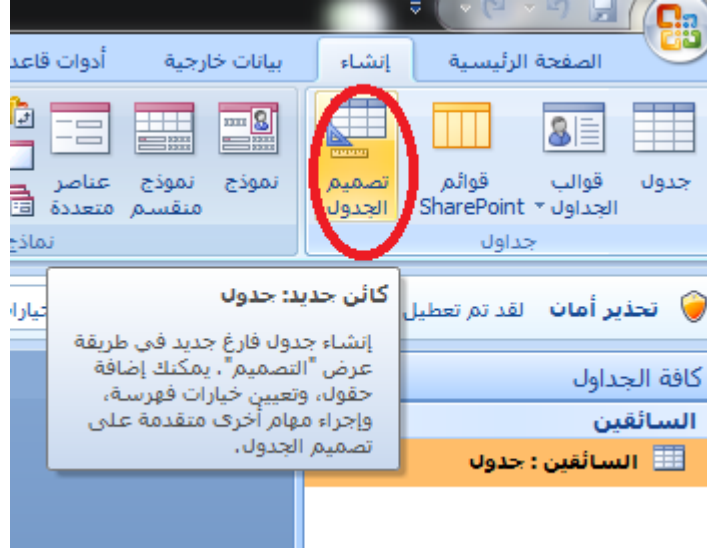 الصفحة الرئيسية
إنشاء
بيانات خارجية
أدوات قاعد
جدول
قوالب
الجداول
قوائم
SharePoint
تصميم
الجدول
نموذج
نموذج
منقسم
عناصر
متعددة
جداول
نماذج
تحذير أمان
لقد تم تعطيل
خيارا
كائن جديد: جدول
إنشاء جدول فارغ جديد في طريقة
عرض "التصميم". يمكنك إضافة
حقول، وتعيين خيارات فهرسة،
وإجراء مهام أخرى متقدمة على
تصميم الجدول.
كافة الجداول
السائقين
السائقين : جدول